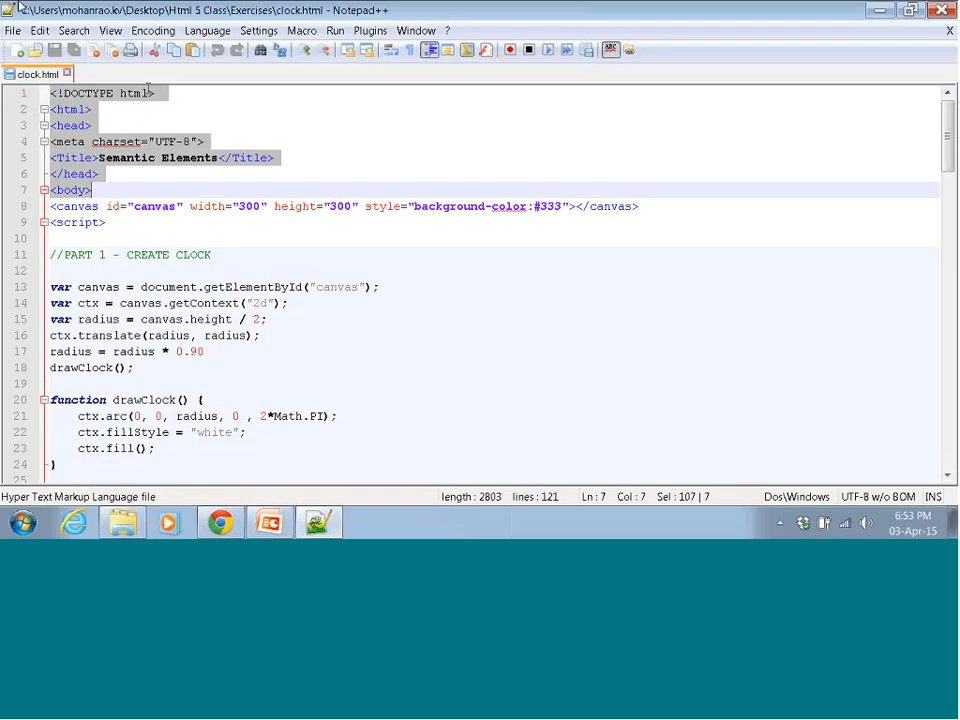 C:\Users\mohanrao.kv\Desktop\Html 5 Class\Exercises\clock.html - Notepad++
File Edit Search View Encoding Language Settings Macro Run Plugins Window ? X
clock.html
1 <!DOCTYPE html>
2 <html>
3 <head>
4 <meta charset="UTF-8">
5 <Title>Semantic Elements</Title>
6 </head>
7 <body>
8 <canvas id="canvas" width="300" height="300" style="background-color:#333"></canvas>
9 <script>
10
11 //PART 1 - CREATE CLOCK
12
13 var canvas = document.getElementById("canvas");
14 var ctx = canvas.getContext("2d");
15 var radius = canvas.height / 2;
16 ctx.translate(radius, radius);
17 radius = radius * 0.90
18 drawClock();
19
20 function drawClock() {
21 ctx.arc(0, 0, radius, 0 , 2*Math.PI);
22 ctx.fillStyle = "white";
23 ctx.fill();
24 }
25
Hyper Text Markup Language file length : 2803 lines : 121 Ln : 7 Col : 7 Sel : 107 | 7 Dos\Windows UTF-8 w/o BOM INS
6:53 PM
03-Apr-15